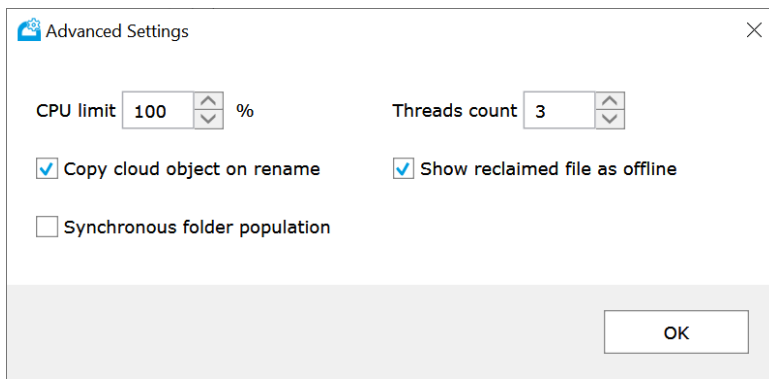 Advanced Settings
CPU limit 100 % Threads count 3
Copy cloud object on rename Show reclaimed file as offline
Synchronous folder population
OK